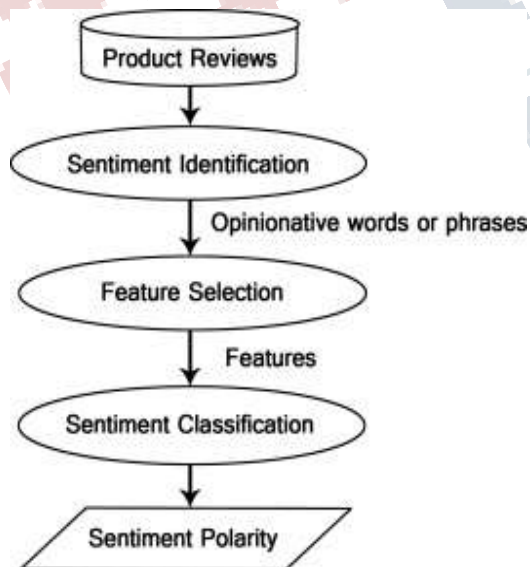 Product Reviews
Sentiment Identification
Opinionative words or phrases
Feature Selection
Features
Sentiment Classification
Sentiment Polarity